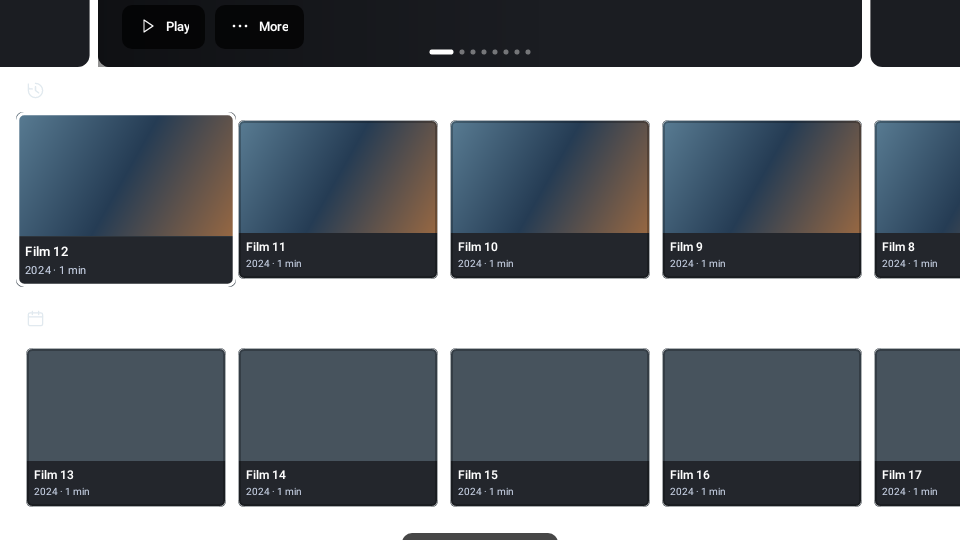 Play
More
Film 12
2024 · 1 min
Film 11
2024 · 1 min
Film 10
2024 · 1 min
Film 9
2024 · 1 min
Film 8
2024 · 1 min
Film 13
2024 · 1 min
Film 14
2024 · 1 min
Film 15
2024 · 1 min
Film 16
2024 · 1 min
Film 17
2024 · 1 min